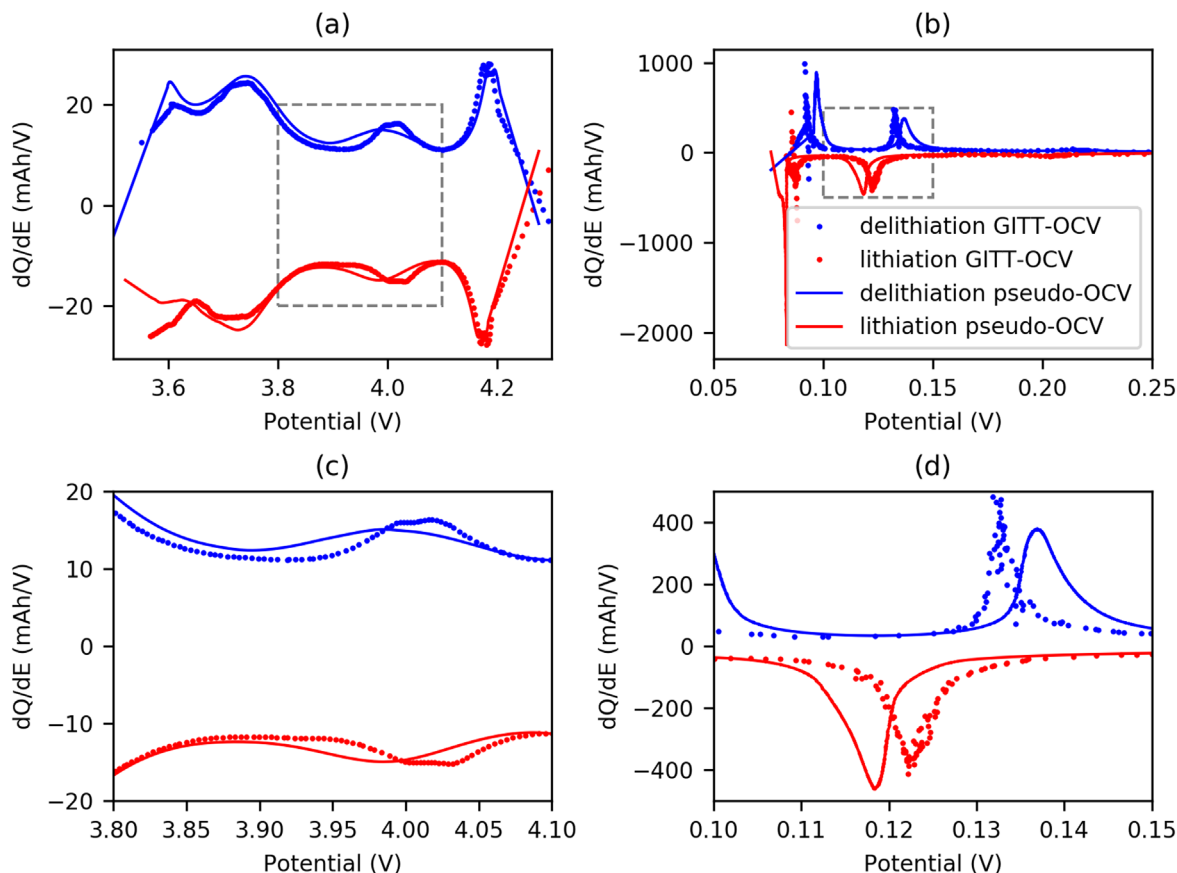 (a)
dQ/dE (mAh/V)
20
0
−20
3.6 3.8 4.0 4.2
Potential (V)
(b)
dQ/dE (mAh/V)
1000
0
−1000
−2000
delithiation GITT-OCV
lithiation GITT-OCV
delithiation pseudo-OCV
lithiation pseudo-OCV
0.05 0.10 0.15 0.20 0.25
Potential (V)
(c)
dQ/dE (mAh/V)
20
10
0
−10
−20
3.80 3.85 3.90 3.95 4.00 4.05 4.10
Potential (V)
(d)
dQ/dE (mAh/V)
400
200
0
−200
−400
0.10 0.11 0.12 0.13 0.14 0.15
Potential (V)